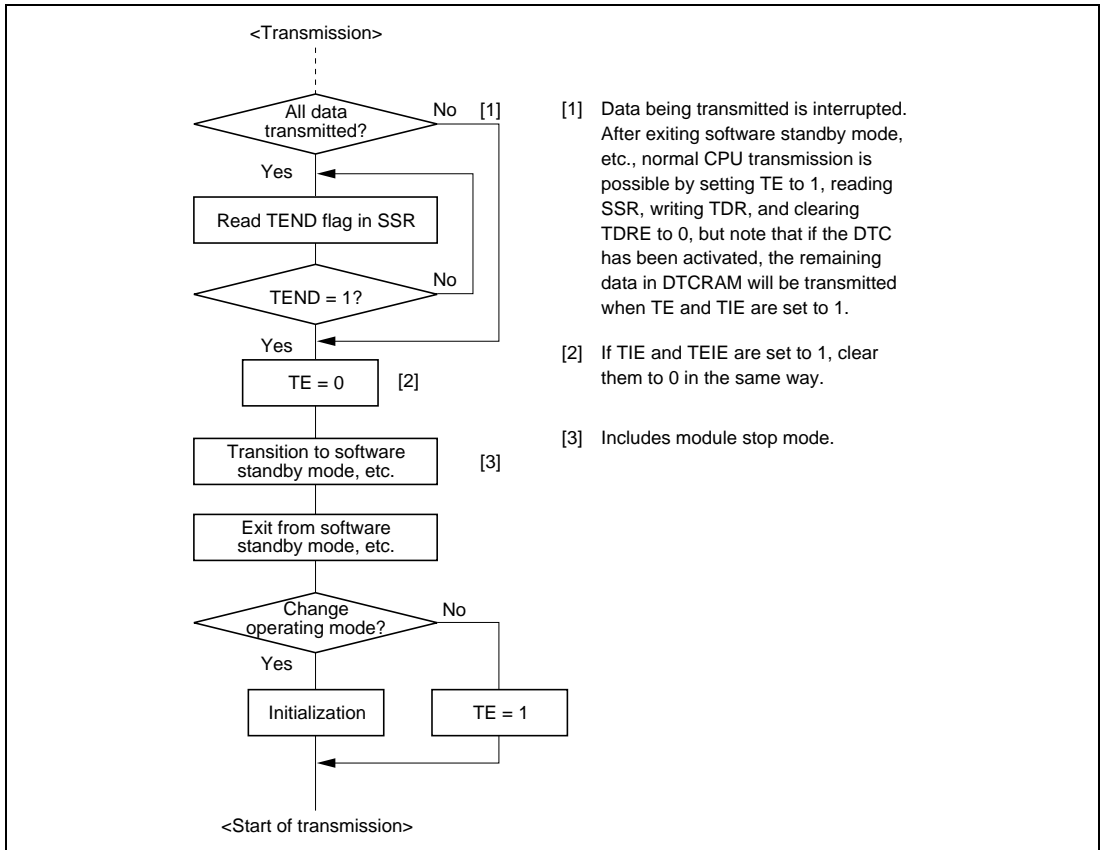 <Transmission>
All data
transmitted?
No [1]
Yes
Read TEND flag in SSR
TEND = 1?
No
Yes
TE = 0
[2]
Transition to software
standby mode, etc.
[3]
Exit from software
standby mode, etc.
Change
operating mode?
No
Yes
Initialization
TE = 1
<Start of transmission>
[1] Data being transmitted is interrupted.
After exiting software standby mode,
etc., normal CPU transmission is
possible by setting TE to 1, reading
SSR, writing TDR, and clearing
TDRE to 0, but note that if the DTC
has been activated, the remaining
data in DTCRAM will be transmitted
when TE and TIE are set to 1.
[2] If TIE and TEIE are set to 1, clear
them to 0 in the same way.
[3] Includes module stop mode.